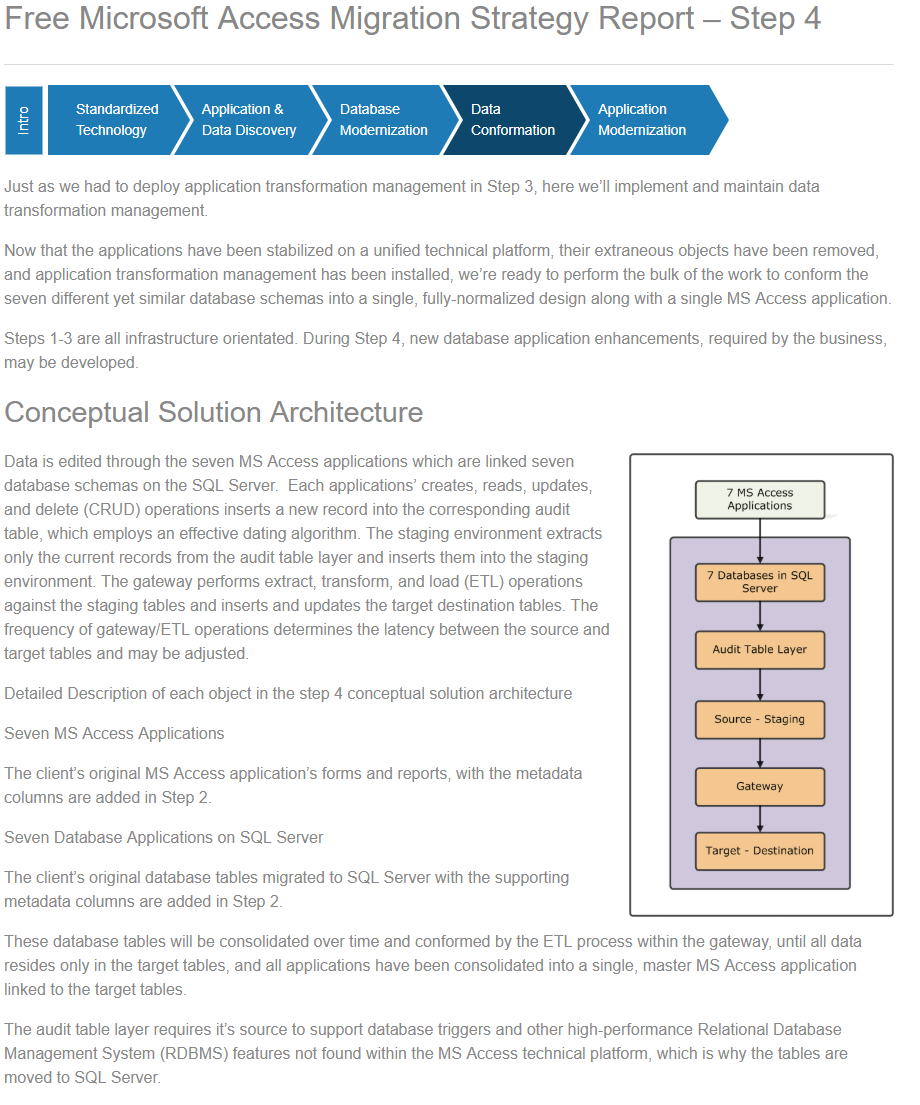 Free Microsoft Access Migration Strategy Report – Step 4
Intro
Standardized
Technology
Application &
Data Discovery
Database
Modernization
Data
Conformation
Application
Modernization
Just as we had to deploy application transformation management in Step 3, here we’ll implement and maintain data
transformation management.
Now that the applications have been stabilized on a unified technical platform, their extraneous objects have been removed,
and application transformation management has been installed, we’re ready to perform the bulk of the work to conform the
seven different yet similar database schemas into a single, fully-normalized design along with a single MS Access application.
Steps 1-3 are all infrastructure orientated. During Step 4, new database application enhancements, required by the business,
may be developed.
Conceptual Solution Architecture
Data is edited through the seven MS Access applications which are linked seven
database schemas on the SQL Server.  Each applications’ creates, reads, updates,
and delete (CRUD) operations inserts a new record into the corresponding audit
table, which employs an effective dating algorithm. The staging environment extracts
only the current records from the audit table layer and inserts them into the staging
environment. The gateway performs extract, transform, and load (ETL) operations
against the staging tables and inserts and updates the target destination tables. The
frequency of gateway/ETL operations determines the latency between the source and
target tables and may be adjusted.
Detailed Description of each object in the step 4 conceptual solution architecture
Seven MS Access Applications
The client’s original MS Access application’s forms and reports, with the metadata
columns are added in Step 2.
Seven Database Applications on SQL Server
The client’s original database tables migrated to SQL Server with the supporting
metadata columns are added in Step 2.
7 MS Access
Applications
7 Databases in SQL
Server
Audit Table Layer
Source - Staging
Gateway
Target - Destination
These database tables will be consolidated over time and conformed by the ETL process within the gateway, until all data
resides only in the target tables, and all applications have been consolidated into a single, master MS Access application
linked to the target tables.
The audit table layer requires it’s source to support database triggers and other high-performance Relational Database
Management System (RDBMS) features not found within the MS Access technical platform, which is why the tables are
moved to SQL Server.